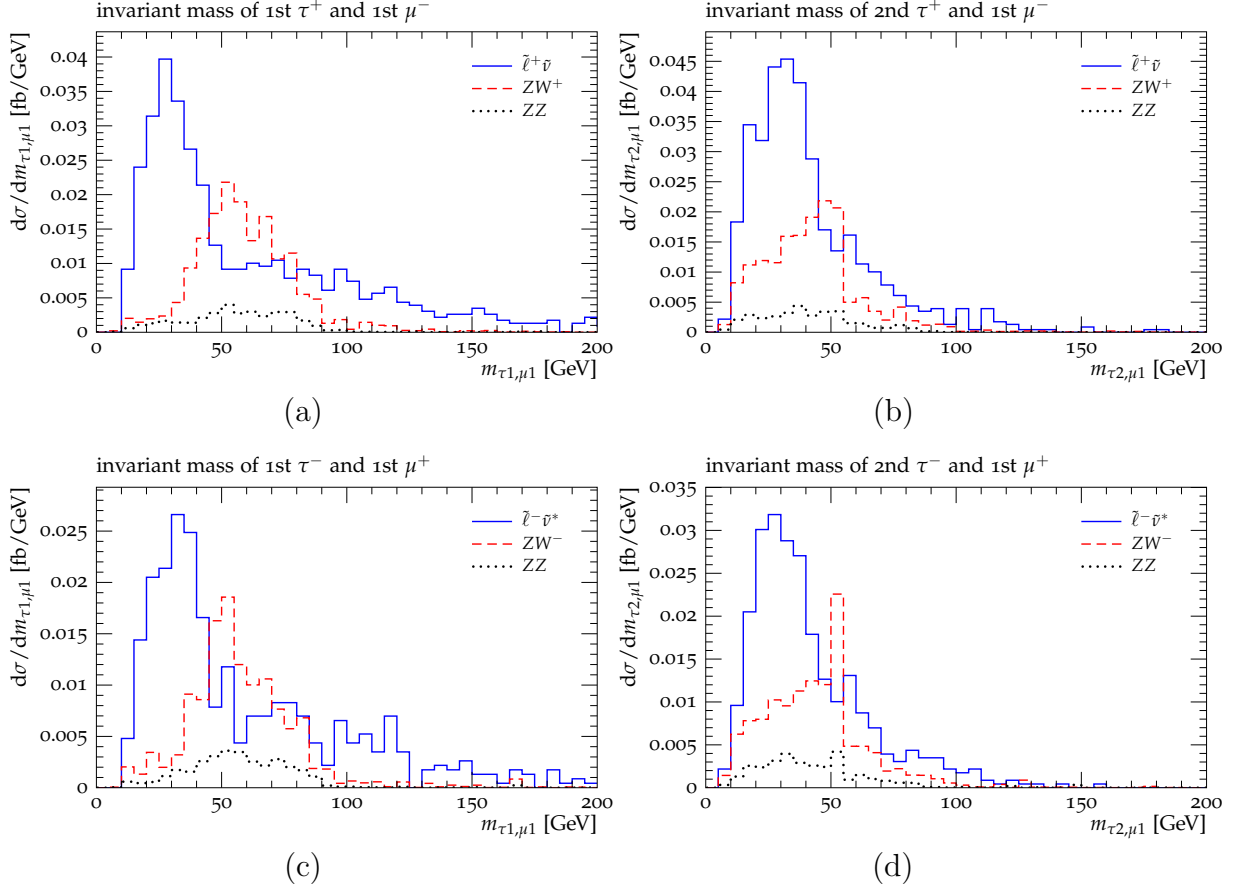 invariant mass of 1st τ⁺ and 1st μ⁻
dσ/dm_{τ1,μ1} [fb/GeV]
0.04
0.03
0.02
0.01
0.005
0.015
0.025
0.035
0
ℓ̃⁺ν̃
ZW⁺
ZZ
0 50 100 150 200
m_{τ1,μ1} [GeV]
(a)
invariant mass of 2nd τ⁺ and 1st μ⁻
dσ/dm_{τ2,μ1} [fb/GeV]
0.045
0.04
0.035
0.03
0.025
0.02
0.015
0.01
0.005
0
ℓ̃⁺ν̃
ZW⁺
ZZ
0 50 100 150 200
m_{τ2,μ1} [GeV]
(b)
invariant mass of 1st τ⁻ and 1st μ⁺
dσ/dm_{τ1,μ1} [fb/GeV]
0.025
0.02
0.015
0.01
0.005
0
ℓ̃⁻ν̃*
ZW⁻
ZZ
0 50 100 150 200
m_{τ1,μ1} [GeV]
(c)
invariant mass of 2nd τ⁻ and 1st μ⁺
dσ/dm_{τ2,μ1} [fb/GeV]
0.035
0.03
0.025
0.02
0.015
0.01
0.005
0
ℓ̃⁻ν̃*
ZW⁻
ZZ
0 50 100 150 200
m_{τ2,μ1} [GeV]
(d)